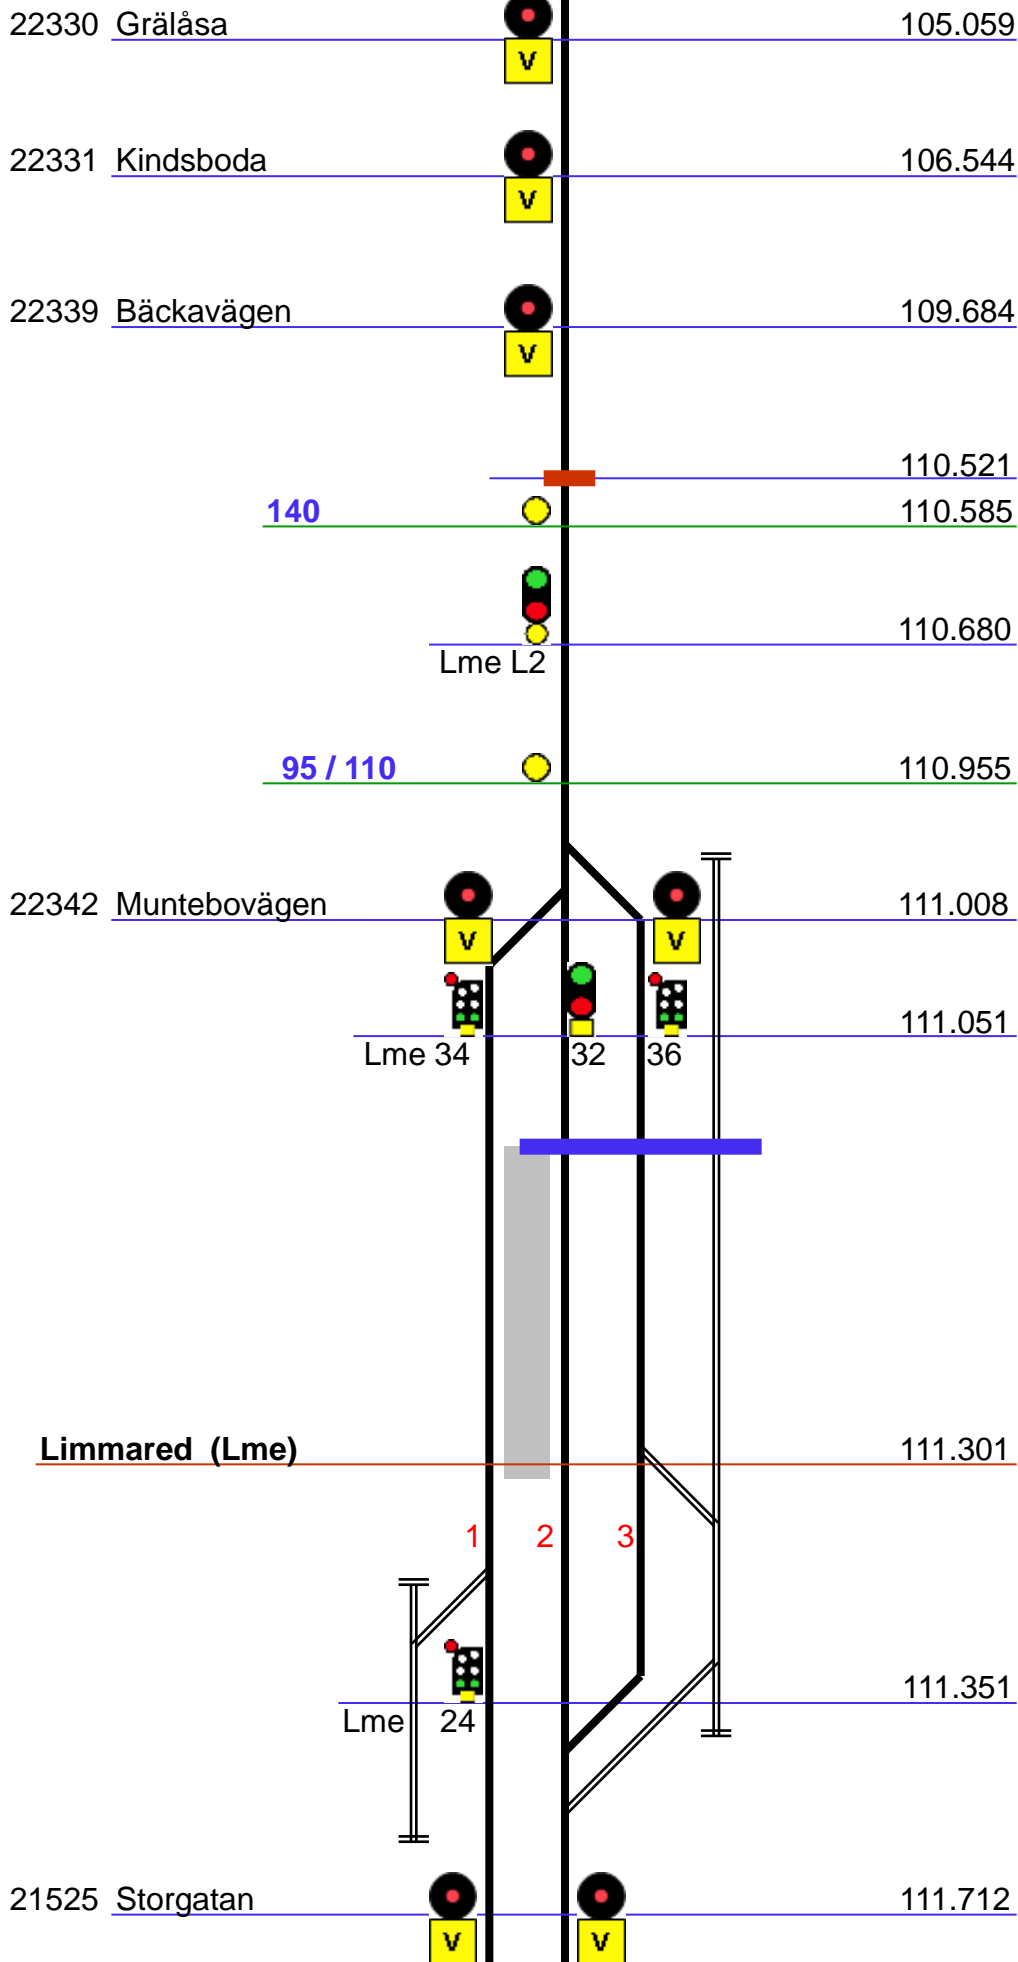 22330 Grälåsa 105.059
V
22331 Kindsboda 106.544
V
22339 Bäckavägen 109.684
V
110.521
140 110.585
110.680
Lme L2
95 / 110 110.955
22342 Muntebovägen 111.008
V V
111.051
Lme 34 32 36
Limmared (Lme) 111.301
1 2 3
111.351
Lme 24
21525 Storgatan 111.712
V V